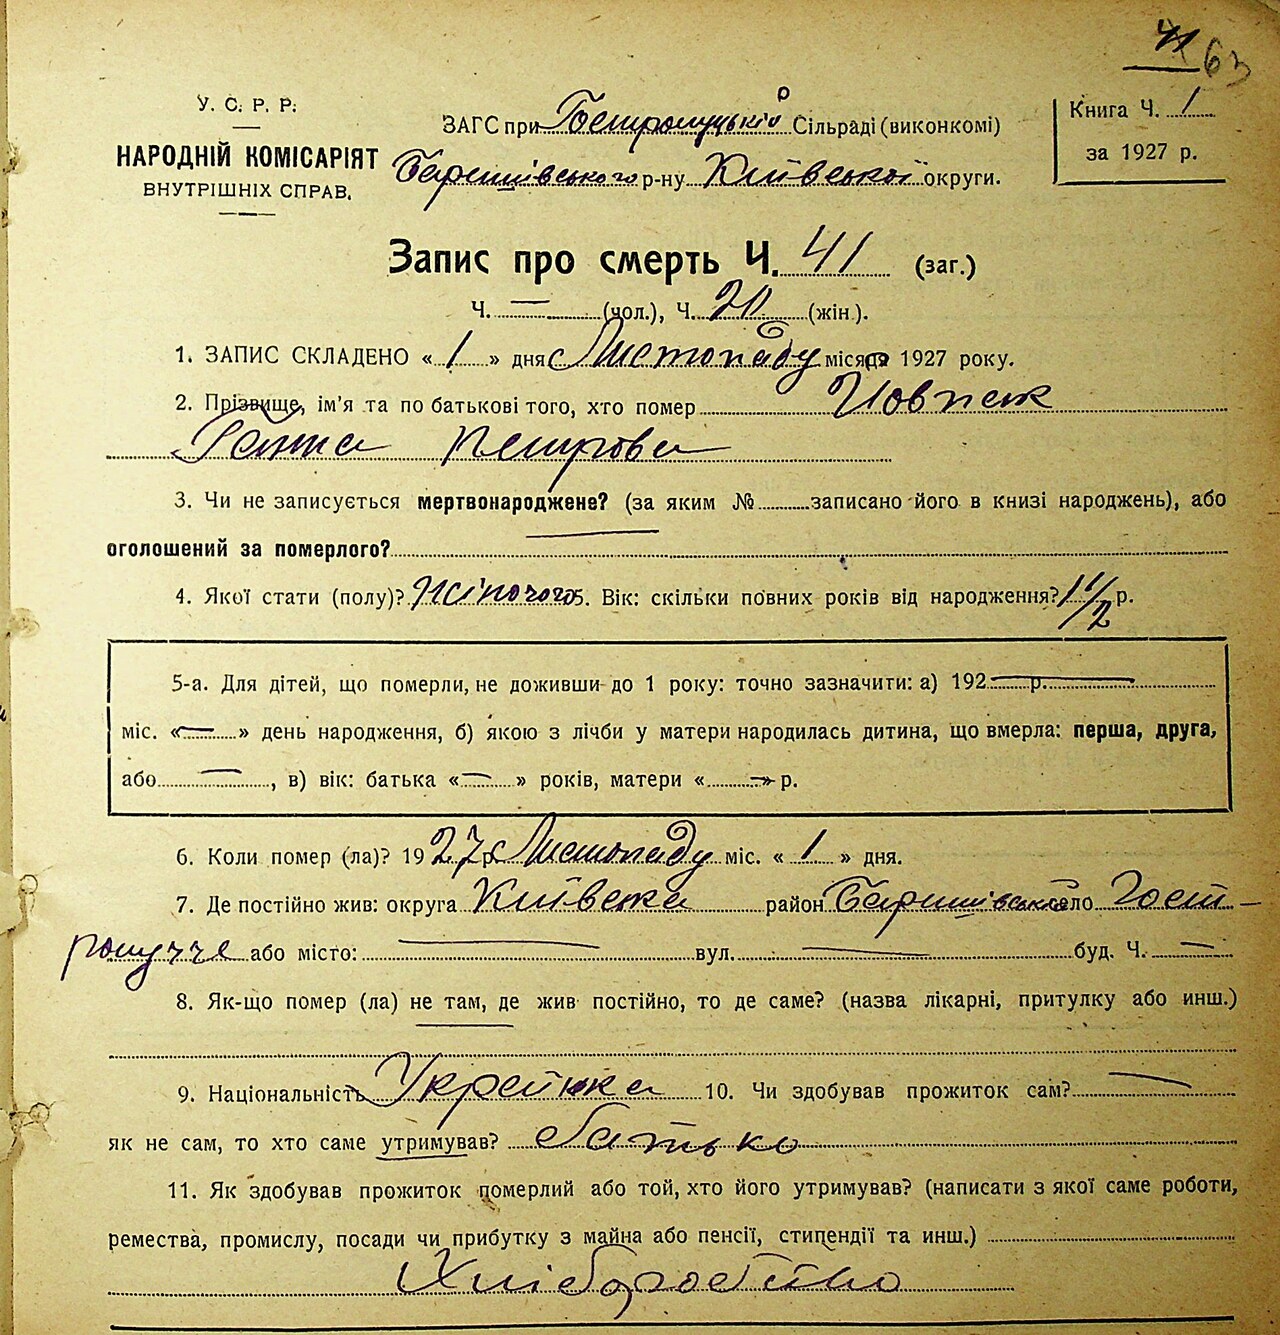 41 63
У. С. Р. Р.
НАРОДНІЙ КОМІСАРІЯТ
ВНУТРІШНІХ СПРАВ.
ЗАГС при Гостролуцькій Сільраді (виконкомі)
Баришівського р-ну Київської округи.
Книга Ч. 1
за 1927 р.
Запис про смерть Ч. 41 (заг.)
Ч. — (чол.), Ч. 20 (жін.).
1. ЗАПИС СКЛАДЕНО « 1 » дня Листопаду місяця 1927 року.
2. Прізвище, ім'я та по батькові того, хто помер Йовпек
Ганна Петрова
3. Чи не записується мертвонароджене? (за яким № записано його в книзі народжень), або
оголошений за померлого?
4. Якої стати (полу)? Жіночого 5. Вік: скільки повних років від народження? 1 1/2 р.
5-а. Для дітей, що померли, не доживши до 1 року: точно зазначити: а) 192 — р.
міс. « — » день народження, б) якою з лічби у матери народилась дитина, що вмерла: перша, друга,
або — , в) вік: батька « — » років, матери « — » р.
6. Коли помер (ла)? 1927 р. Листопаду міс. « 1 » дня.
7. Де постійно жив: округа Київська район Баришівський село Гост-
ролуччє або місто: — вул. — буд. Ч. —
8. Як-що помер (ла) не там, де жив постійно, то де саме? (назва лікарні, притулку або инш.)
9. Національність Українка 10. Чи здобував прожиток сам? —
як не сам, то хто саме утримував? батько
11. Як здобував прожиток померлий або той, хто його утримував? (написати з якої саме роботи,
ремества, промислу, посади чи прибутку з майна або пенсії, стипендії та инш.)
Хліборобство